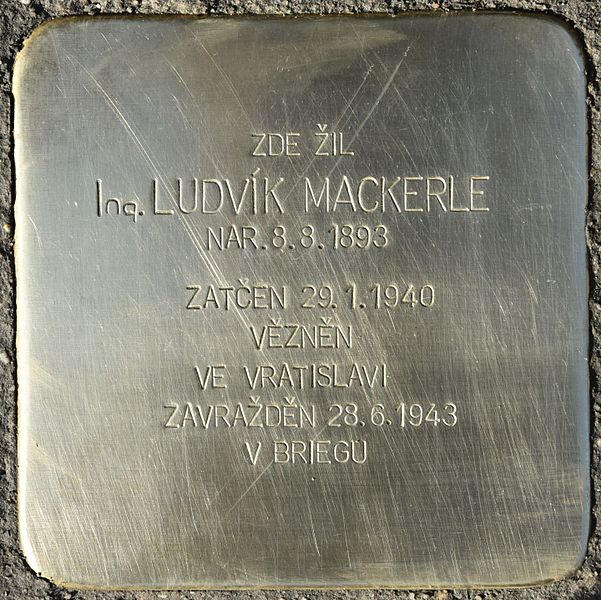 ZDE ŽIL
Ing. LUDVÍK MACKERLE
NAR. 8. 8. 1893
ZATČEN 29. 1. 1940
VĚZNĚN
VE VRATISLAVI
ZAVRAŽDĚN 28. 6. 1943
V BRIEGU